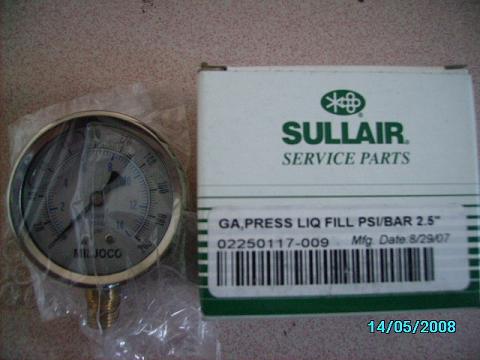 SULLAIR®
SERVICE PARTS
GA,PRESS LIQ FILL PSI/BAR 2.5"
02250117-009 Mfg. Date:8/29/07
MILJOCO
14/05/2008